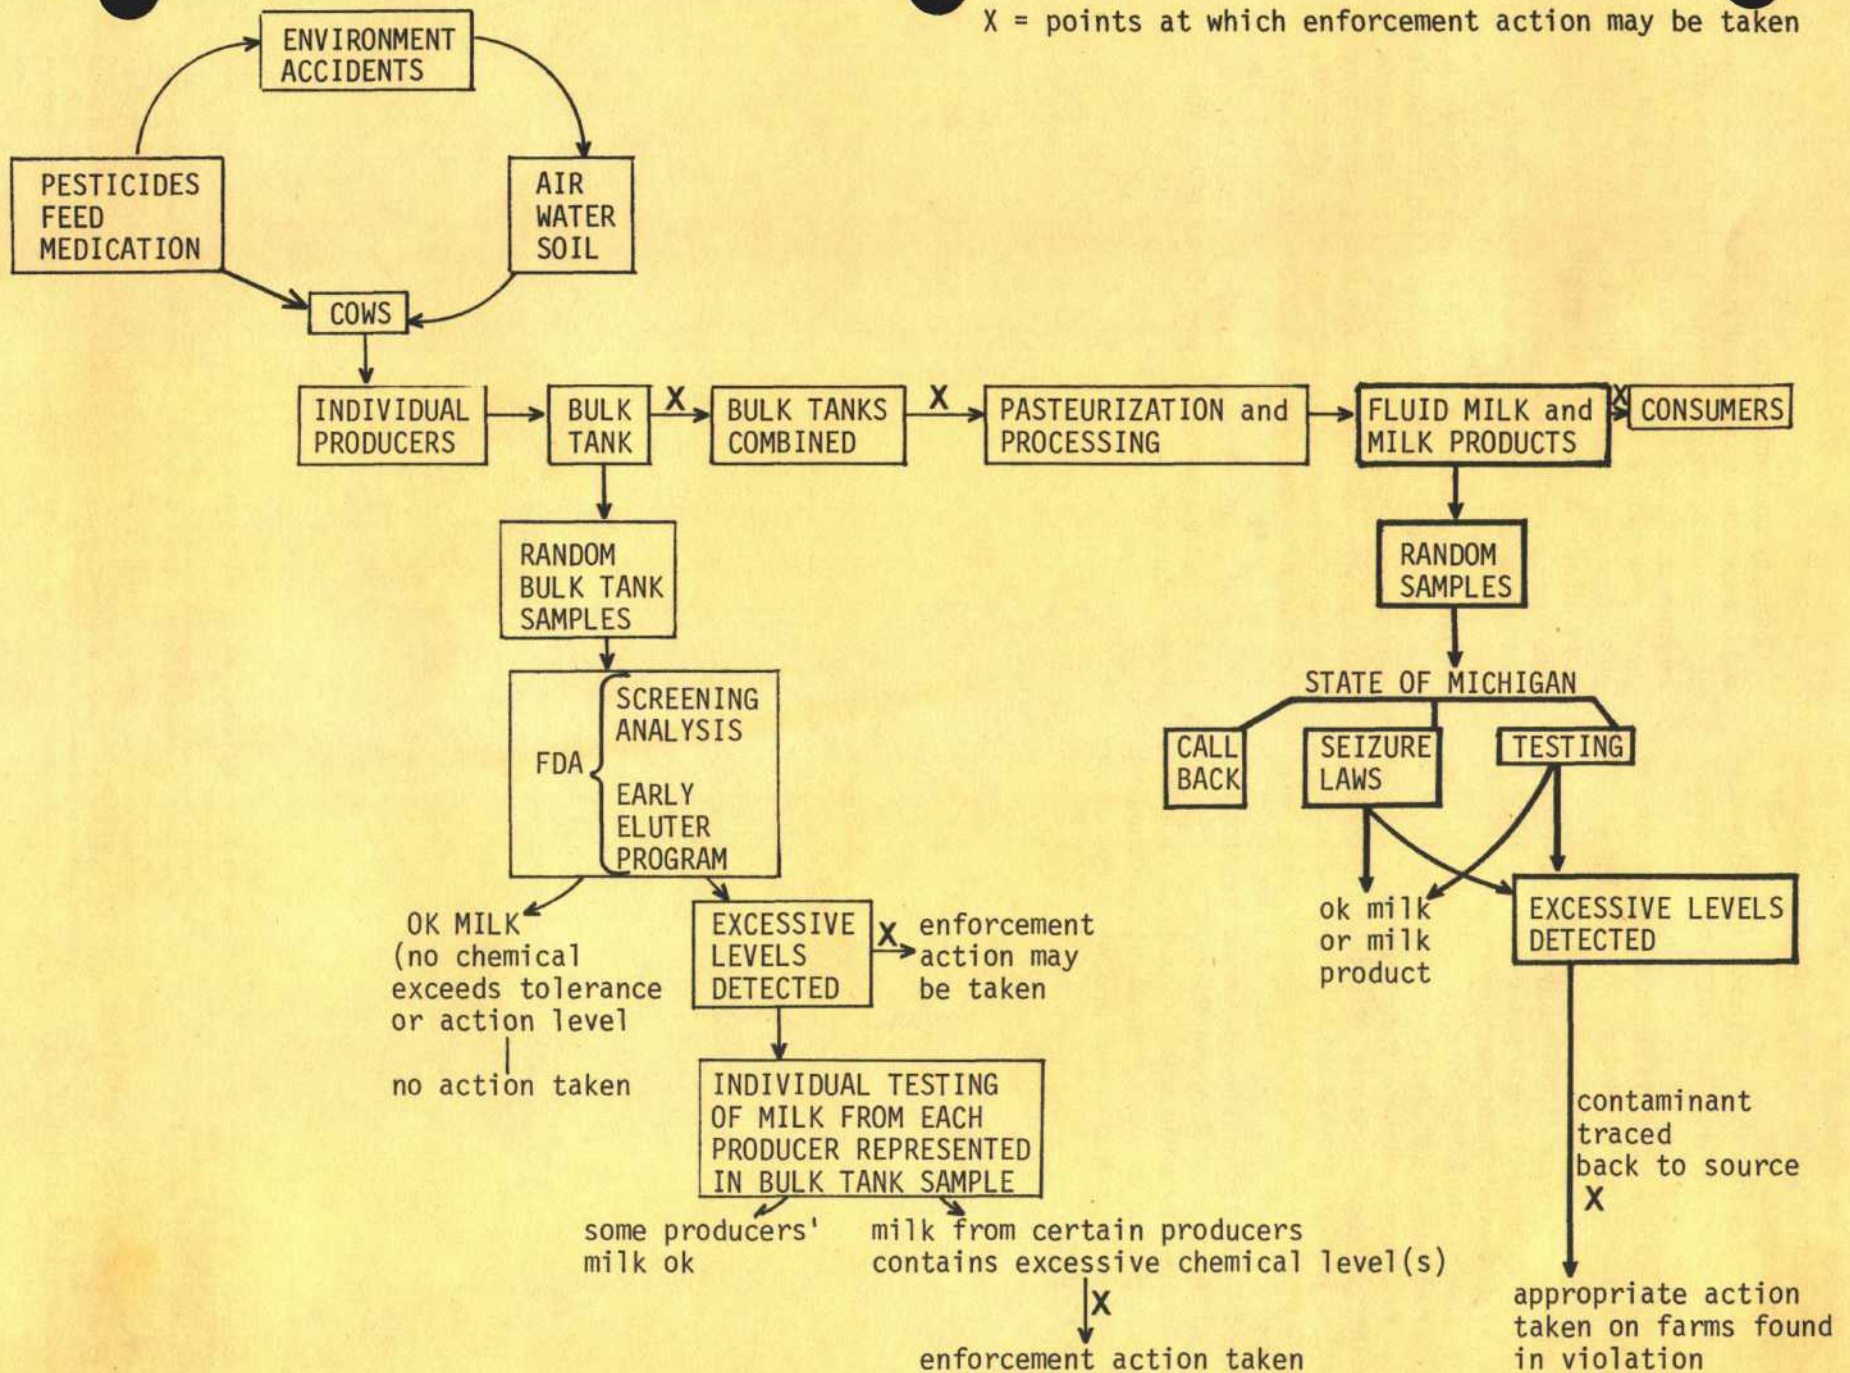 X = points at which enforcement action may be taken
ENVIRONMENT
ACCIDENTS
PESTICIDES
FEED
MEDICATION
AIR
WATER
SOIL
COWS
INDIVIDUAL
PRODUCERS
BULK
TANK
X
BULK TANKS
COMBINED
X
PASTEURIZATION and
PROCESSING
FLUID MILK and
MILK PRODUCTS
X
CONSUMERS
RANDOM
BULK TANK
SAMPLES
FDA
SCREENING
ANALYSIS
EARLY
ELUTER
PROGRAM
OK MILK
(no chemical
exceeds tolerance
or action level
no action taken
EXCESSIVE
LEVELS
DETECTED
X
enforcement
action may
be taken
INDIVIDUAL TESTING
OF MILK FROM EACH
PRODUCER REPRESENTED
IN BULK TANK SAMPLE
some producers'
milk ok
milk from certain producers
contains excessive chemical level(s)
X
enforcement action taken
RANDOM
SAMPLES
STATE OF MICHIGAN
CALL
BACK
SEIZURE
LAWS
TESTING
ok milk
or milk
product
EXCESSIVE LEVELS
DETECTED
contaminant
traced
back to source
X
appropriate action
taken on farms found
in violation